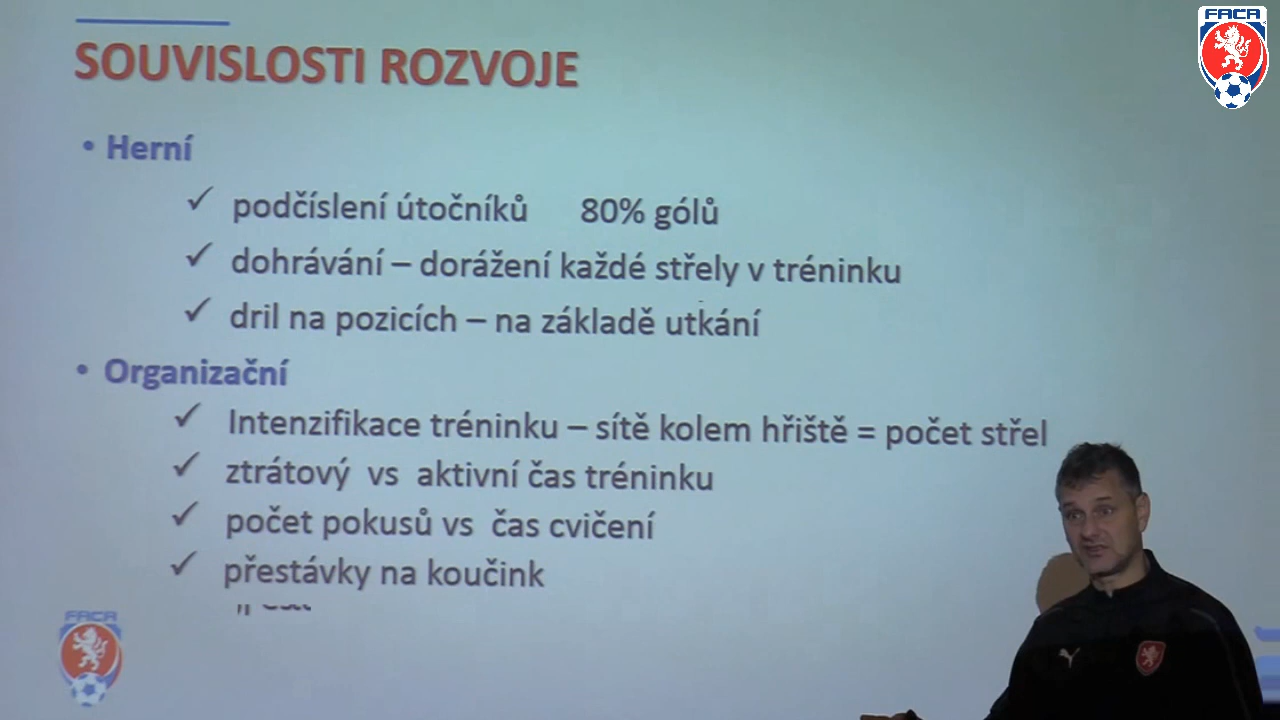 FACA
SOUVISLOSTI ROZVOJE
• Herní
✓ podčíslení útočníků 80% gólů
✓ dohrávání – dorážení každé střely v tréninku
✓ dril na pozicích – na základě utkání
• Organizační
✓ Intenzifikace tréninku – sítě kolem hřiště = počet střel
✓ ztrátový vs aktivní čas tréninku
✓ počet pokusů vs čas cvičení
✓ přestávky na koučink
FACA